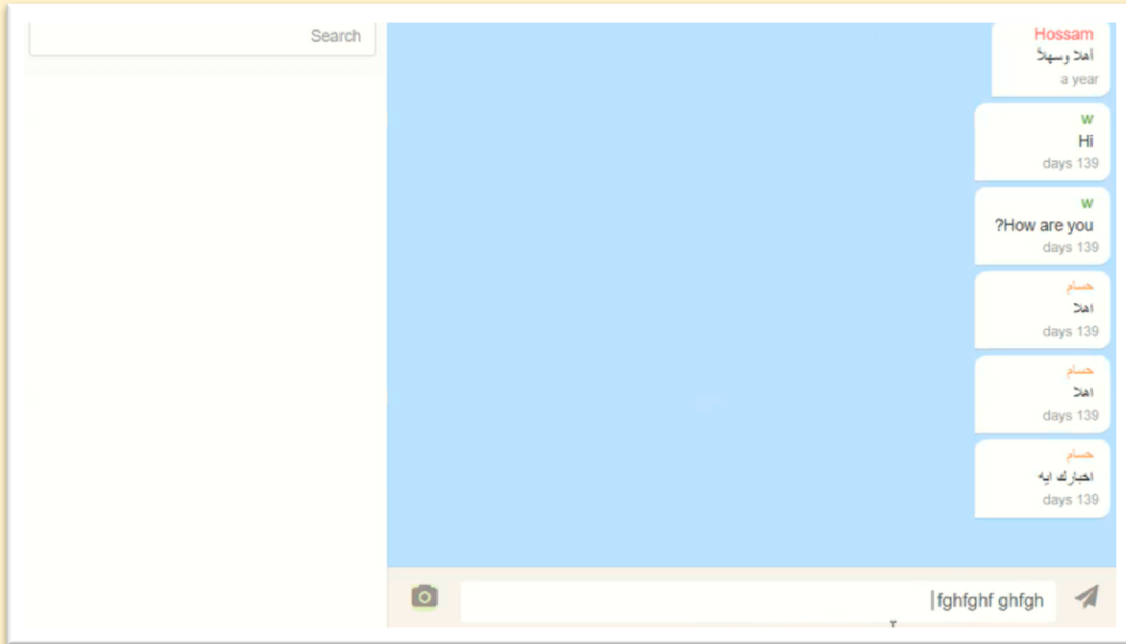 Search
Hossam
أهلا وسهلاً
a year
w
Hi
days 139
w
?How are you
days 139
حسام
اهلا
days 139
حسام
اهلا
days 139
حسام
اخبارك ايه
days 139
fghfghf ghfgh